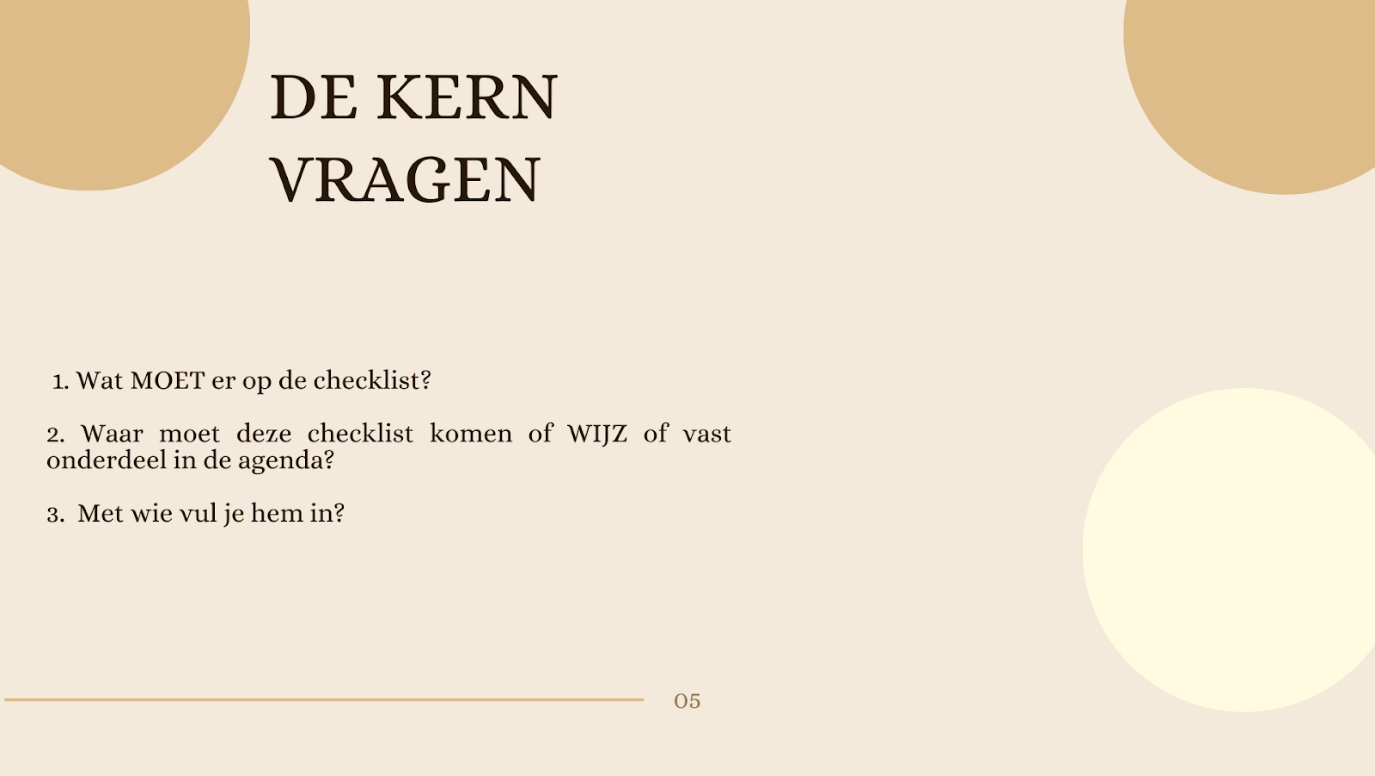 DE KERN
VRAGEN
1. Wat MOET er op de checklist?
2. Waar moet deze checklist komen of WIJZ of vast
onderdeel in de agenda?
3. Met wie vul je hem in?
05